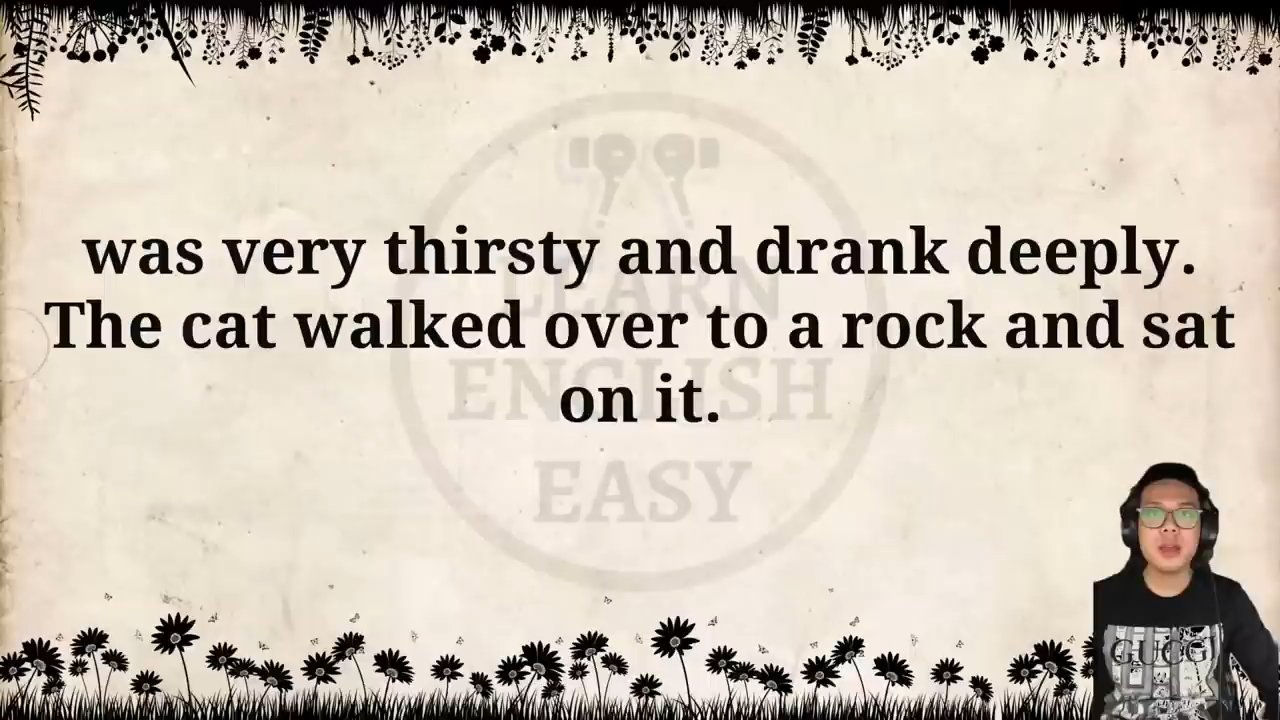 was very thirsty and drank deeply.
The cat walked over to a rock and sat
on it.
LEARN
ENGLISH
EASY
GUCCI